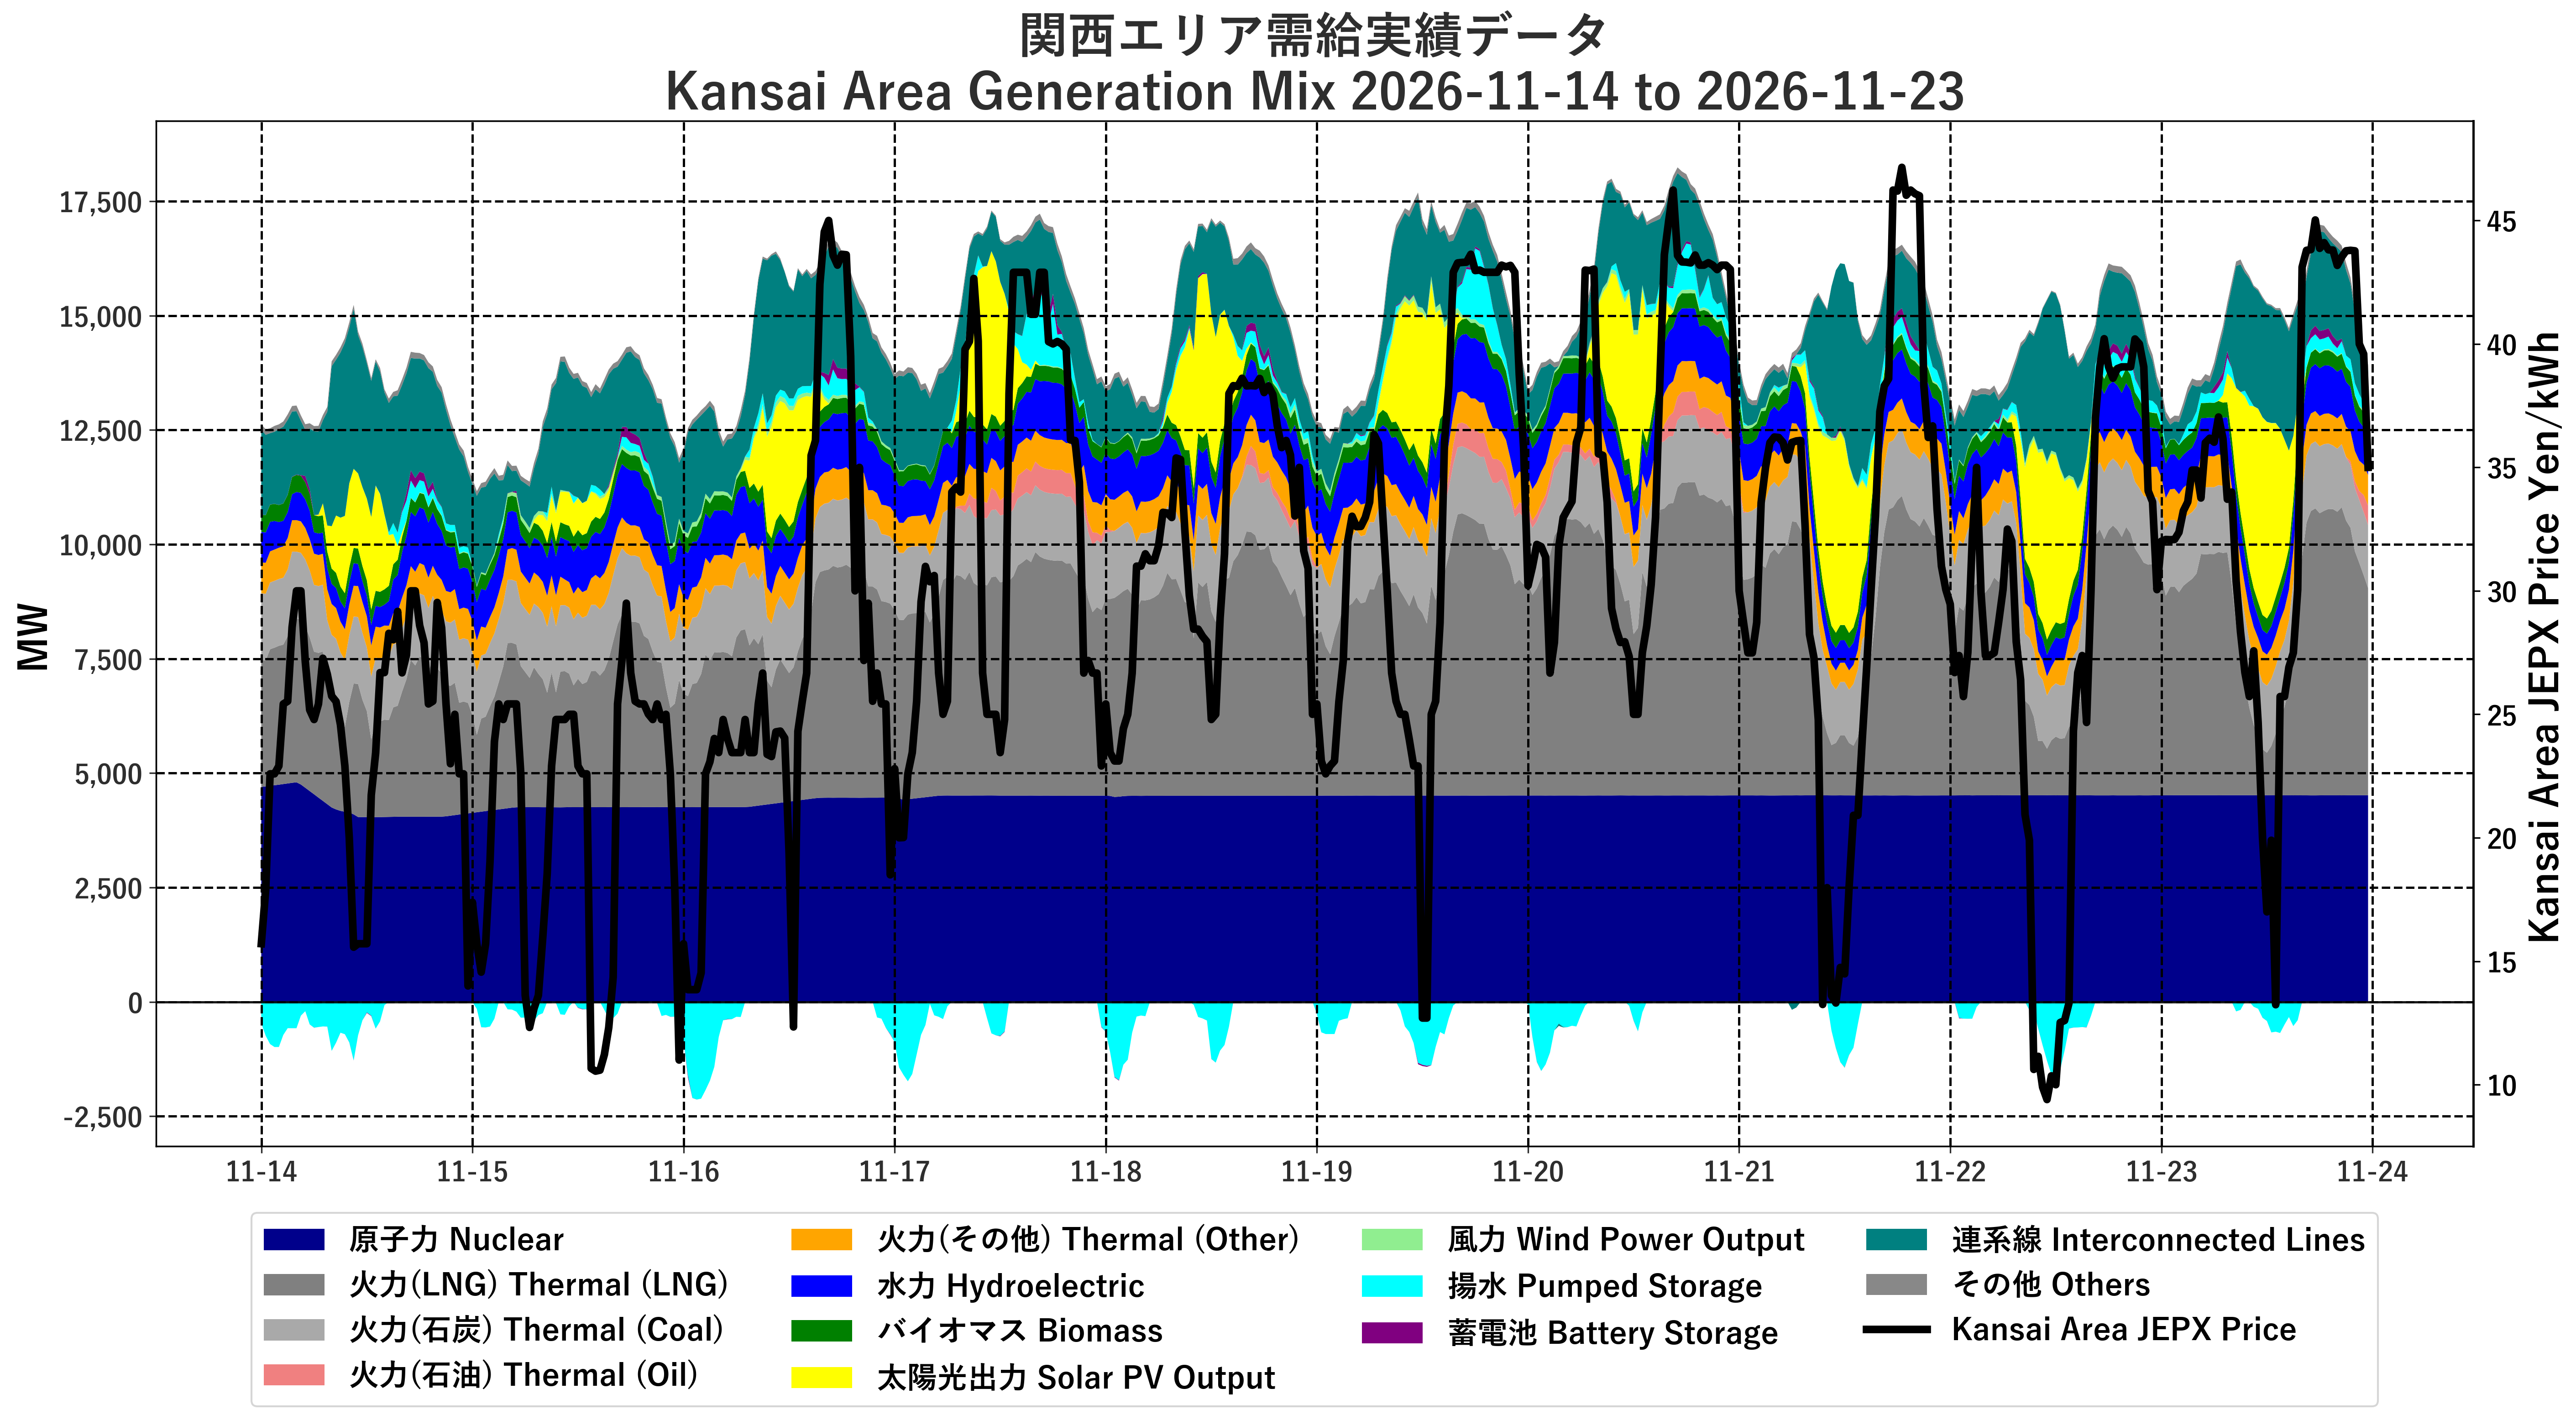 関西エリア需給実績データ
Kansai Area Generation Mix 2026-11-14 to 2026-11-23
MW
17,500
15,000
12,500
10,000
7,500
5,000
2,500
0
-2,500
45
40
35
30
25
20
15
10
Kansai Area JEPX Price Yen/kWh
11-14 11-15 11-16 11-17 11-18 11-19 11-20 11-21 11-22 11-23 11-24
原子力 Nuclear
火力(LNG) Thermal (LNG)
火力(石炭) Thermal (Coal)
火力(石油) Thermal (Oil)
火力(その他) Thermal (Other)
水力 Hydroelectric
バイオマス Biomass
太陽光出力 Solar PV Output
風力 Wind Power Output
揚水 Pumped Storage
蓄電池 Battery Storage
連系線 Interconnected Lines
その他 Others
Kansai Area JEPX Price